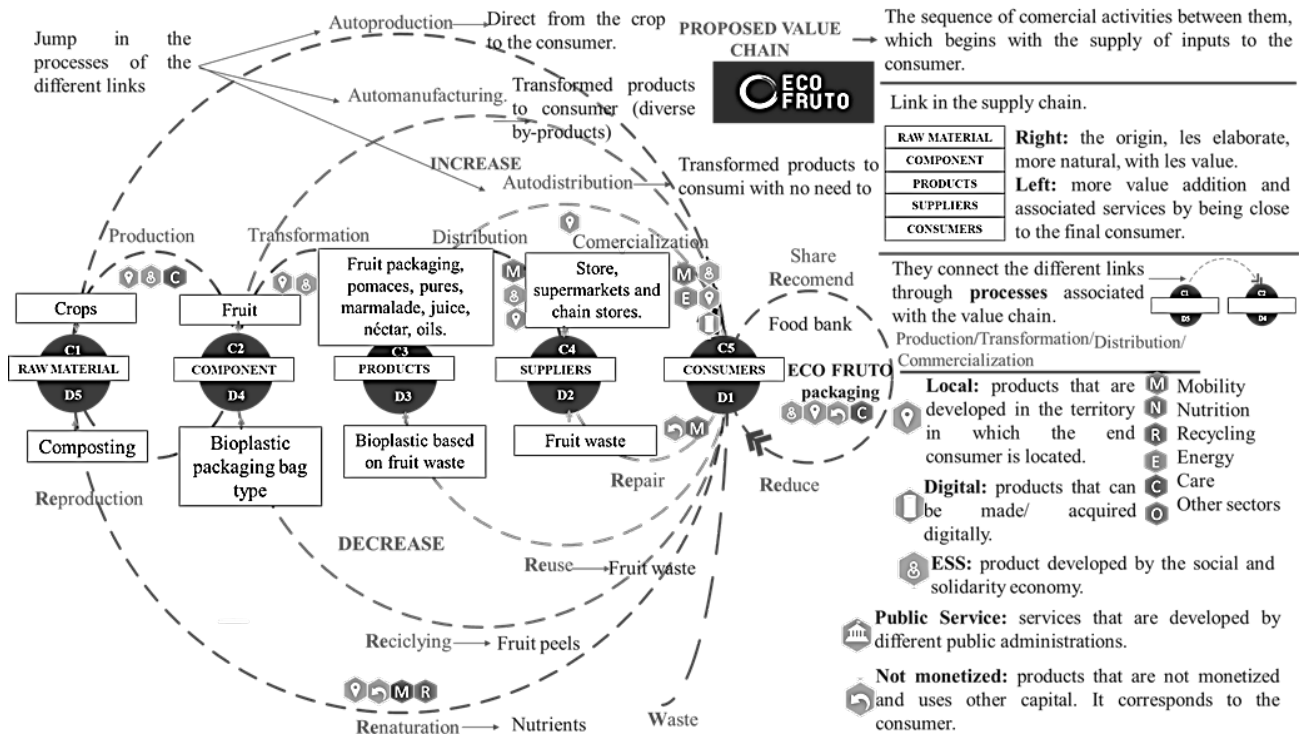 Jump in the
processes of
the different links
Autoproduction
Direct from the crop
to the consumer.
Automanufacturing.
Transformed products
to consumer (diverse
by-products)
INCREASE
Autodistribution
Transformed products to
consumi with no need to
PROPOSED VALUE
CHAIN
ECO
FRUTO
The sequence of comercial activities between them,
which begins with the supply of inputs to the
consumer.
Link in the supply chain.
RAW MATERIAL
COMPONENT
PRODUCTS
SUPPLIERS
CONSUMERS
Right: the origin, les elaborate,
more natural, with les value.
Left: more value addition and
associated services by being close
to the final consumer.
Production
Transformation
Distribution
Comercialization
C
M
M
E
Crops
Fruit
Fruit packaging,
pomaces, pures,
marmalade, juice,
néctar, oils.
Store,
supermarkets and
chain stores.
C1
RAW MATERIAL
D5
C2
COMPONENT
D4
C3
PRODUCTS
D3
C4
SUPPLIERS
D2
C5
CONSUMERS
D1
Share
Recomend
Food bank
ECO FRUTO
packaging
C
Reduce
Composting
Bioplastic
packaging bag
type
Bioplastic based
on fruit waste
Fruit waste
M
Reproduction
Repair
DECREASE
Reuse
Fruit waste
Reciclying
Fruit peels
M
R
Renaturation
Nutrients
Waste
They connect the different links
through processes associated
with the value chain.
C1
D5
C2
D4
Production/Transformation/Distribution/
Commercialization
Local: products that are
developed in the territory
in which the end
consumer is located.
Digital: products that can
be made/ acquired
digitally.
M Mobility
N Nutrition
R Recycling
E Energy
C Care
O Other sectors
ESS: product developed by the social and
solidarity economy.
Public Service: services that are developed by
different public administrations.
Not monetized: products that are not monetized
and uses other capital. It corresponds to the
consumer.